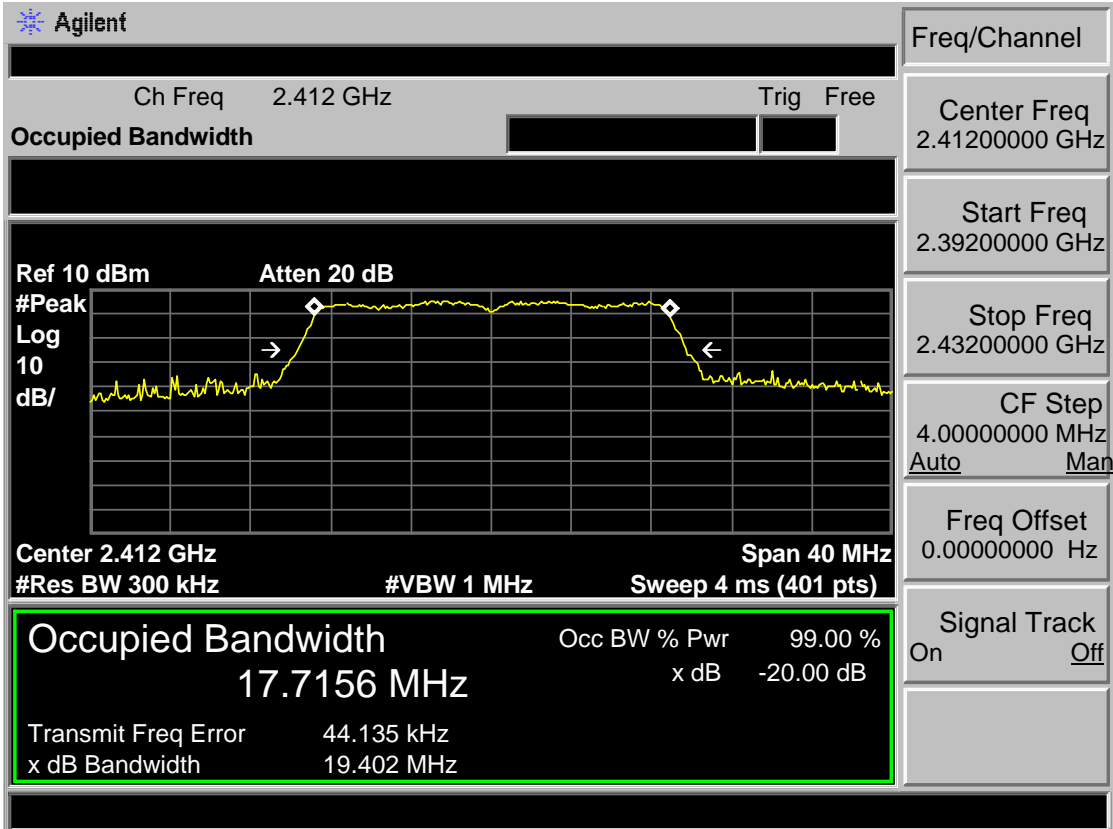 Agilent
Freq/Channel
Ch Freq 2.412 GHz Trig Free
Occupied Bandwidth
Center Freq
2.41200000 GHz
Start Freq
2.39200000 GHz
Stop Freq
2.43200000 GHz
CF Step
4.00000000 MHz
Auto Man
Freq Offset
0.00000000 Hz
Signal Track
On Off
Ref 10 dBm Atten 20 dB
#Peak
Log
10
dB/
Center 2.412 GHz Span 40 MHz
#Res BW 300 kHz #VBW 1 MHz Sweep 4 ms (401 pts)
Occupied Bandwidth
17.7156 MHz
Occ BW % Pwr 99.00 %
x dB -20.00 dB
Transmit Freq Error 44.135 kHz
x dB Bandwidth 19.402 MHz